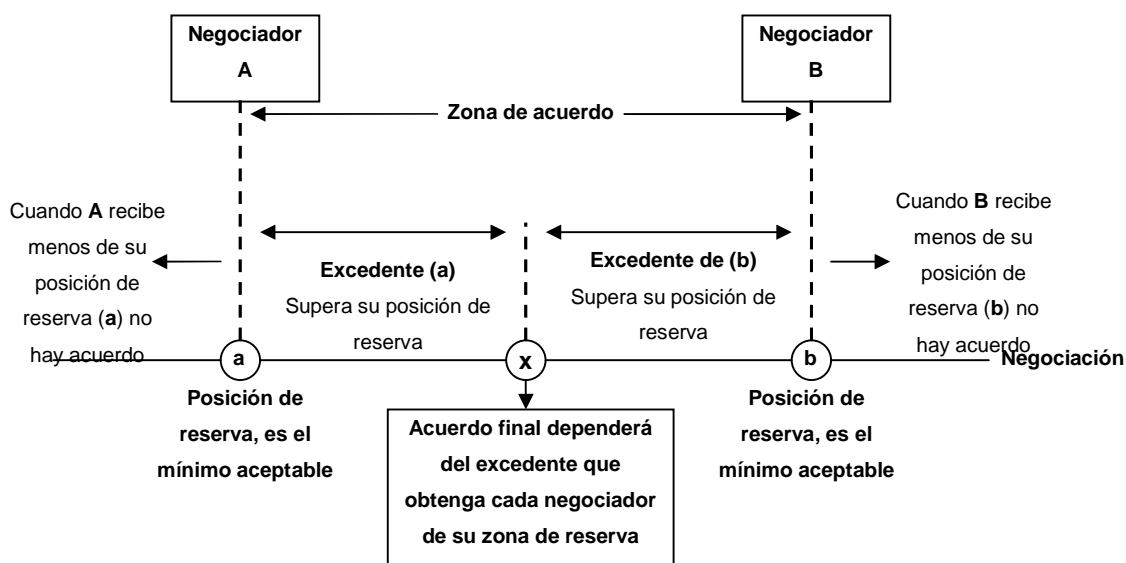 Negociador
A
Negociador
B
Zona de acuerdo
Cuando A recibe
menos de su
posición de
reserva (a) no
hay acuerdo
Excedente (a)
Supera su posición de
reserva
Excedente de (b)
Supera su posición de
reserva
Cuando B recibe
menos de su
posición de
reserva (b) no
hay acuerdo
a
x
b
Negociación
Posición de
reserva, es el
mínimo aceptable
Acuerdo final dependerá
del excedente que
obtenga cada negociador
de su zona de reserva
Posición de
reserva, es el
mínimo aceptable